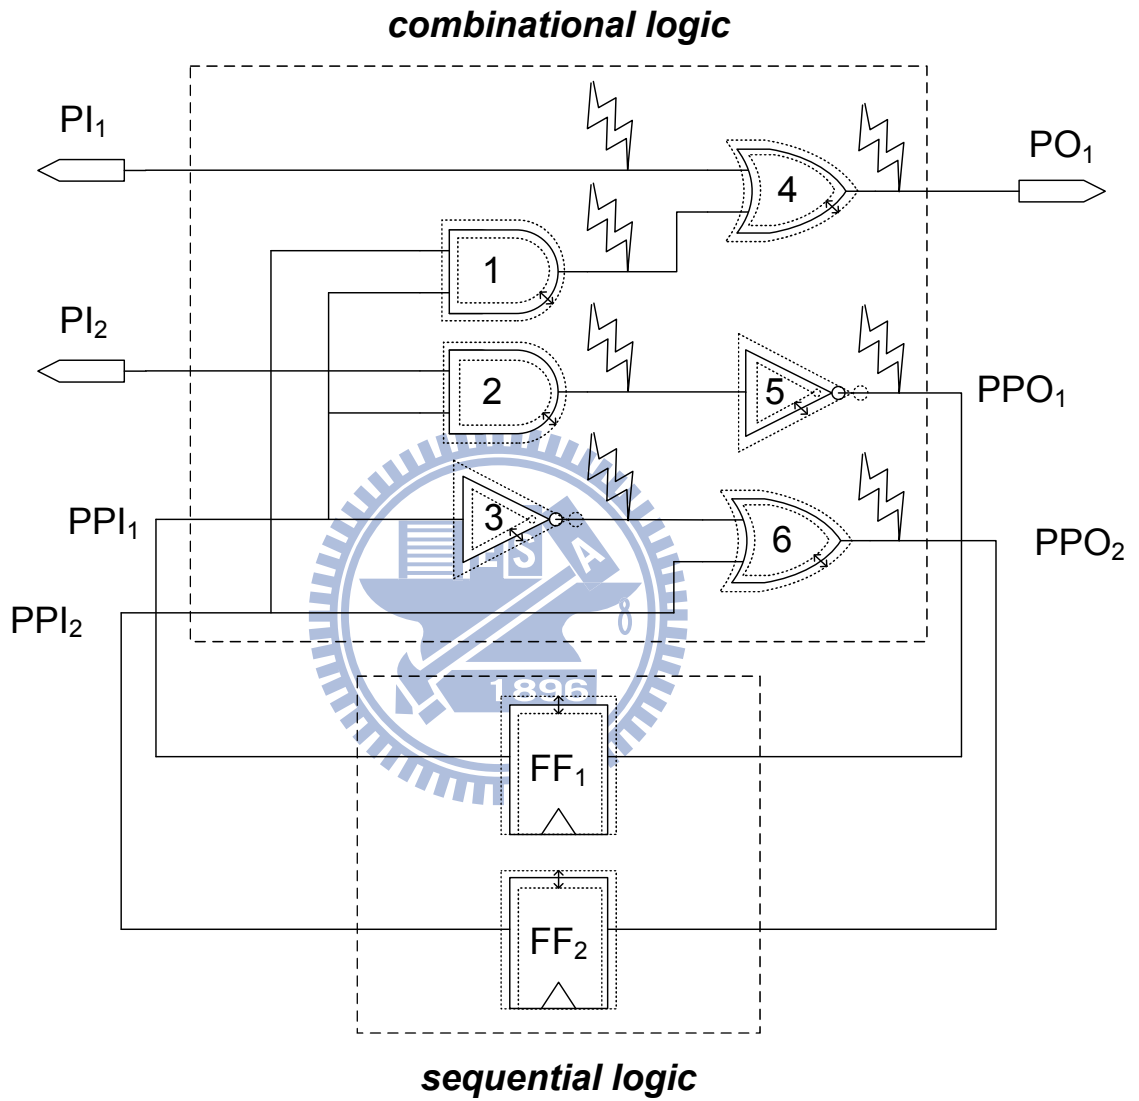 combinational logic
PI1
PO1
4
1
PI2
2
5
PPO1
PPI1
3
6
PPO2
E S A
PPI2
1896
FF1
FF2
sequential logic